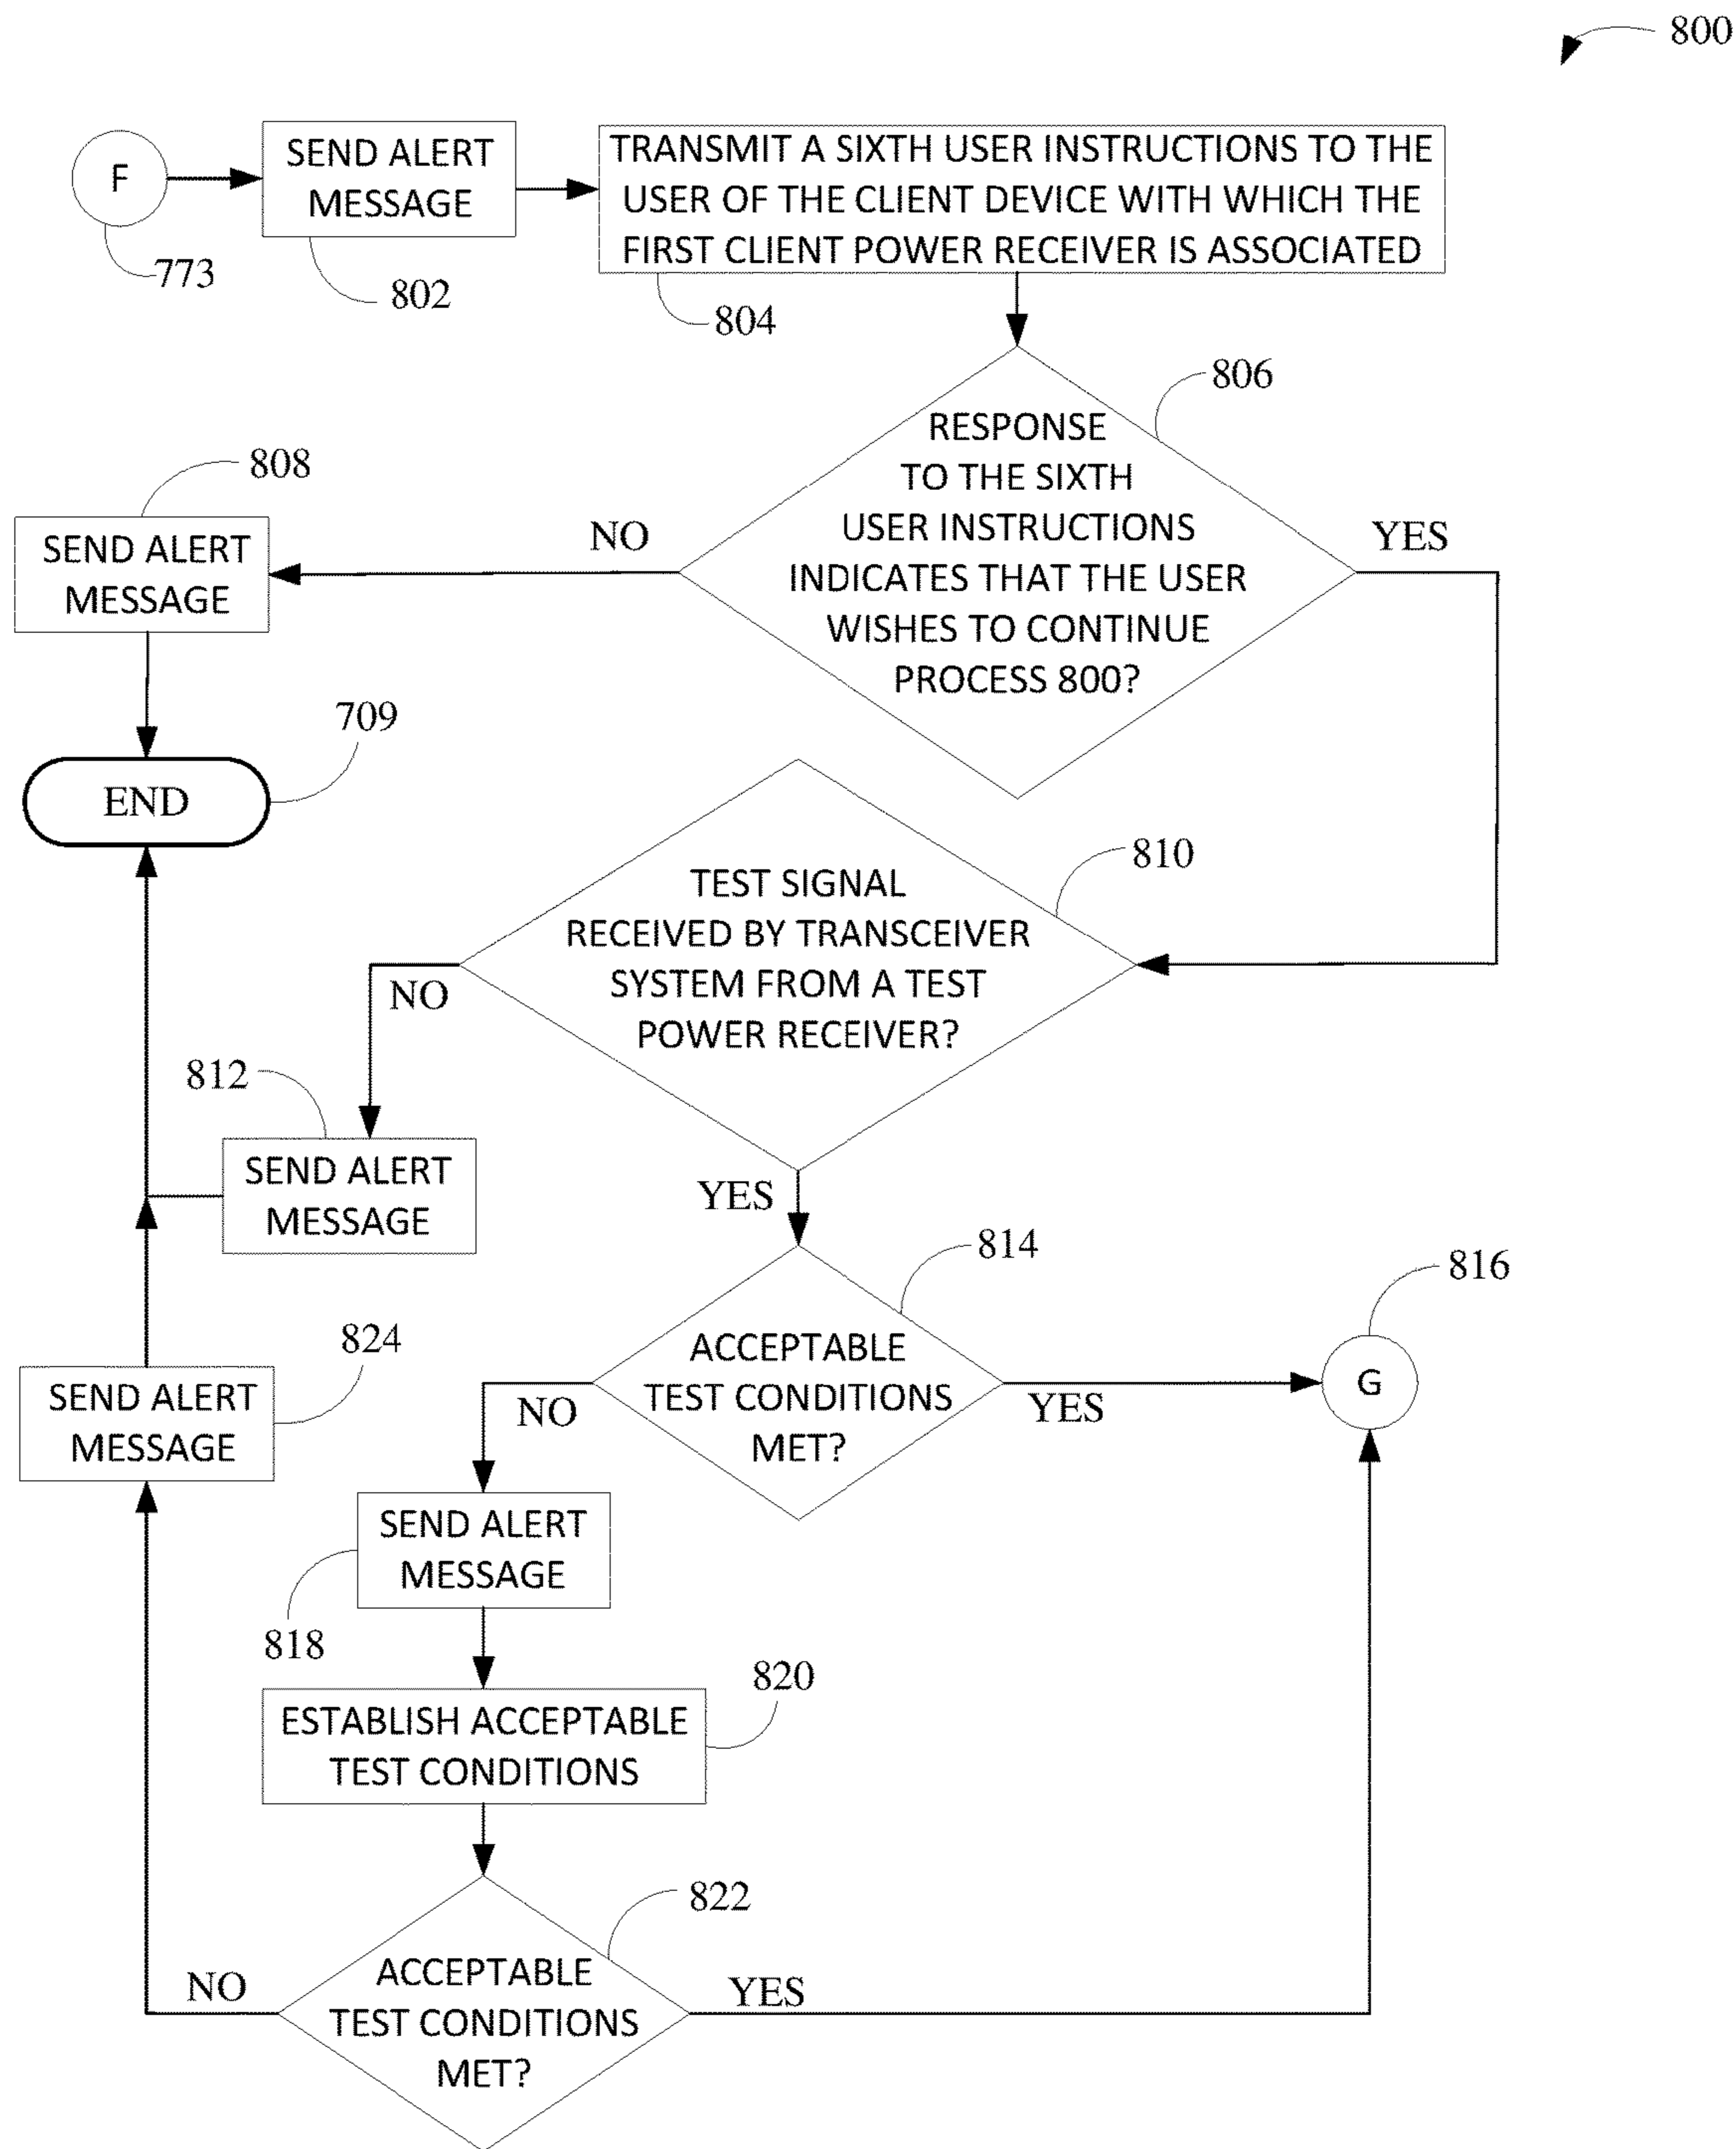 800
F
773
SEND ALERT
MESSAGE
802
TRANSMIT A SIXTH USER INSTRUCTIONS TO THE
USER OF THE CLIENT DEVICE WITH WHICH THE
FIRST CLIENT POWER RECEIVER IS ASSOCIATED
804
806
RESPONSE
TO THE SIXTH
USER INSTRUCTIONS
INDICATES THAT THE USER
WISHES TO CONTINUE
PROCESS 800?
NO
YES
808
SEND ALERT
MESSAGE
709
END
810
TEST SIGNAL
RECEIVED BY TRANSCEIVER
SYSTEM FROM A TEST
POWER RECEIVER?
NO
YES
812
SEND ALERT
MESSAGE
814
ACCEPTABLE
TEST CONDITIONS
MET?
NO
YES
816
G
824
SEND ALERT
MESSAGE
SEND ALERT
MESSAGE
818
820
ESTABLISH ACCEPTABLE
TEST CONDITIONS
822
ACCEPTABLE
TEST CONDITIONS
MET?
NO
YES